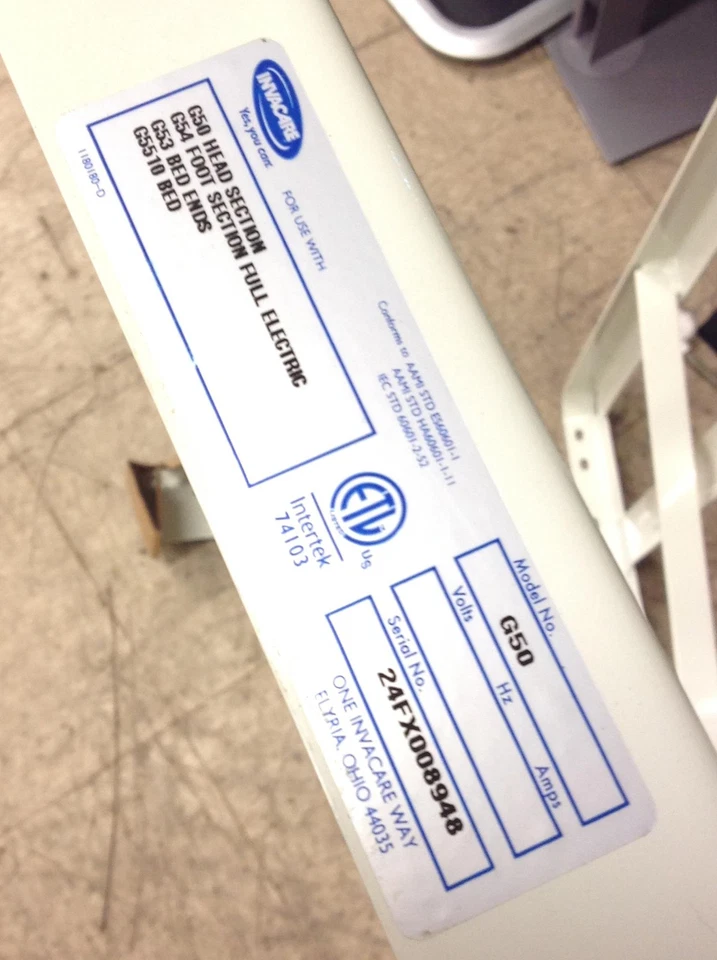 INVACARE
Yes, you can.
FOR USE WITH
G50 HEAD SECTION
G54 FOOT SECTION FULL ELECTRIC
G53 BED ENDS
G5510 BED
1180180-D
Conforms to AAMI STD ES60601-1
AAMI STD HA60601-1-11
IEC STD 60601-2-52
ETL
LISTED
US
Intertek
74103
Model No.
G50
Volts Hz Amps
Serial No.
24FX008948
ONE INVACARE WAY
ELYRIA, OHIO 44035